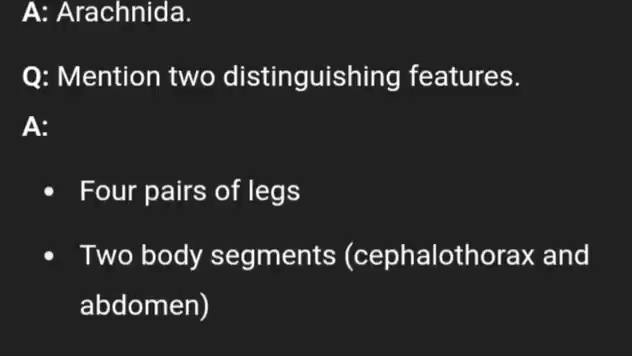 A: Arachnida.
Q: Mention two distinguishing features.
A:
• Four pairs of legs
• Two body segments (cephalothorax and
abdomen)